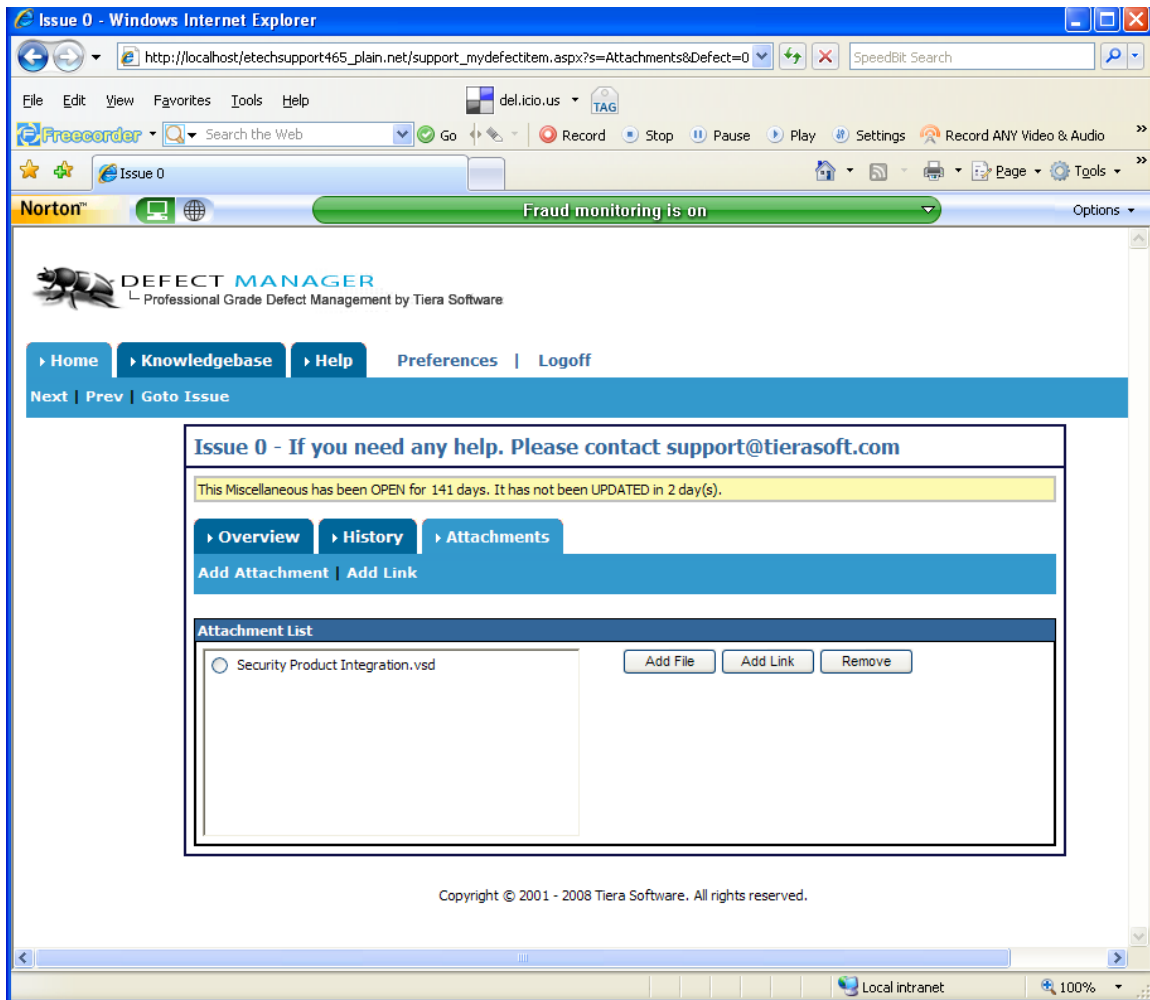 Issue 0 - Windows Internet Explorer
http://localhost/etechsupport465_plain.net/support_mydefectitem.aspx?s=Attachments&Defect=0 SpeedBit Search
File Edit View Favorites Tools Help del.icio.us TAG
Freecorder Search the Web Go Record Stop Pause Play Settings Record ANY Video & Audio »
Issue 0 Page Tools »
Norton™ Fraud monitoring is on Options
DEFECT MANAGER
Professional Grade Defect Management by Tiera Software
Home Knowledgebase Help Preferences | Logoff
Next | Prev | Goto Issue
Issue 0 - If you need any help. Please contact support@tierasoft.com
This Miscellaneous has been OPEN for 141 days. It has not been UPDATED in 2 day(s).
Overview History Attachments
Add Attachment | Add Link
Attachment List
Security Product Integration.vsd Add File Add Link Remove
Copyright © 2001 - 2008 Tiera Software. All rights reserved.
Local intranet 100%